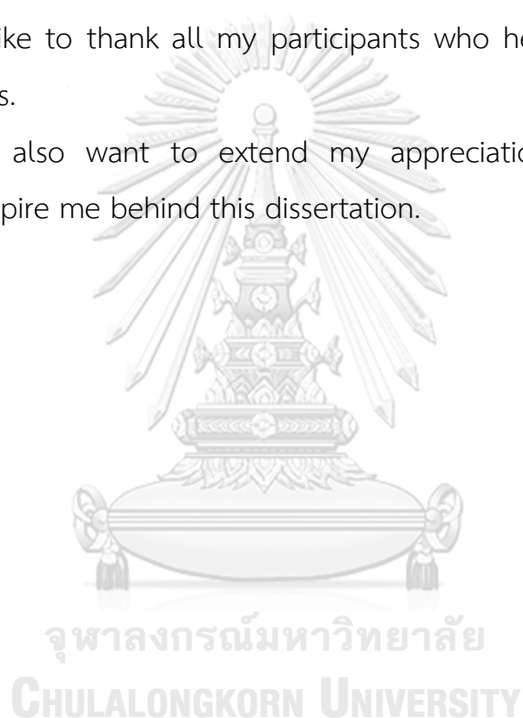 ike to thank all my participants who he
s.
also want to extend my appreciatio
pire me behind this dissertation.
จุฬาลงกรณ์มหาวิทยาลัย
CHULALONGKORN UNIVERSITY